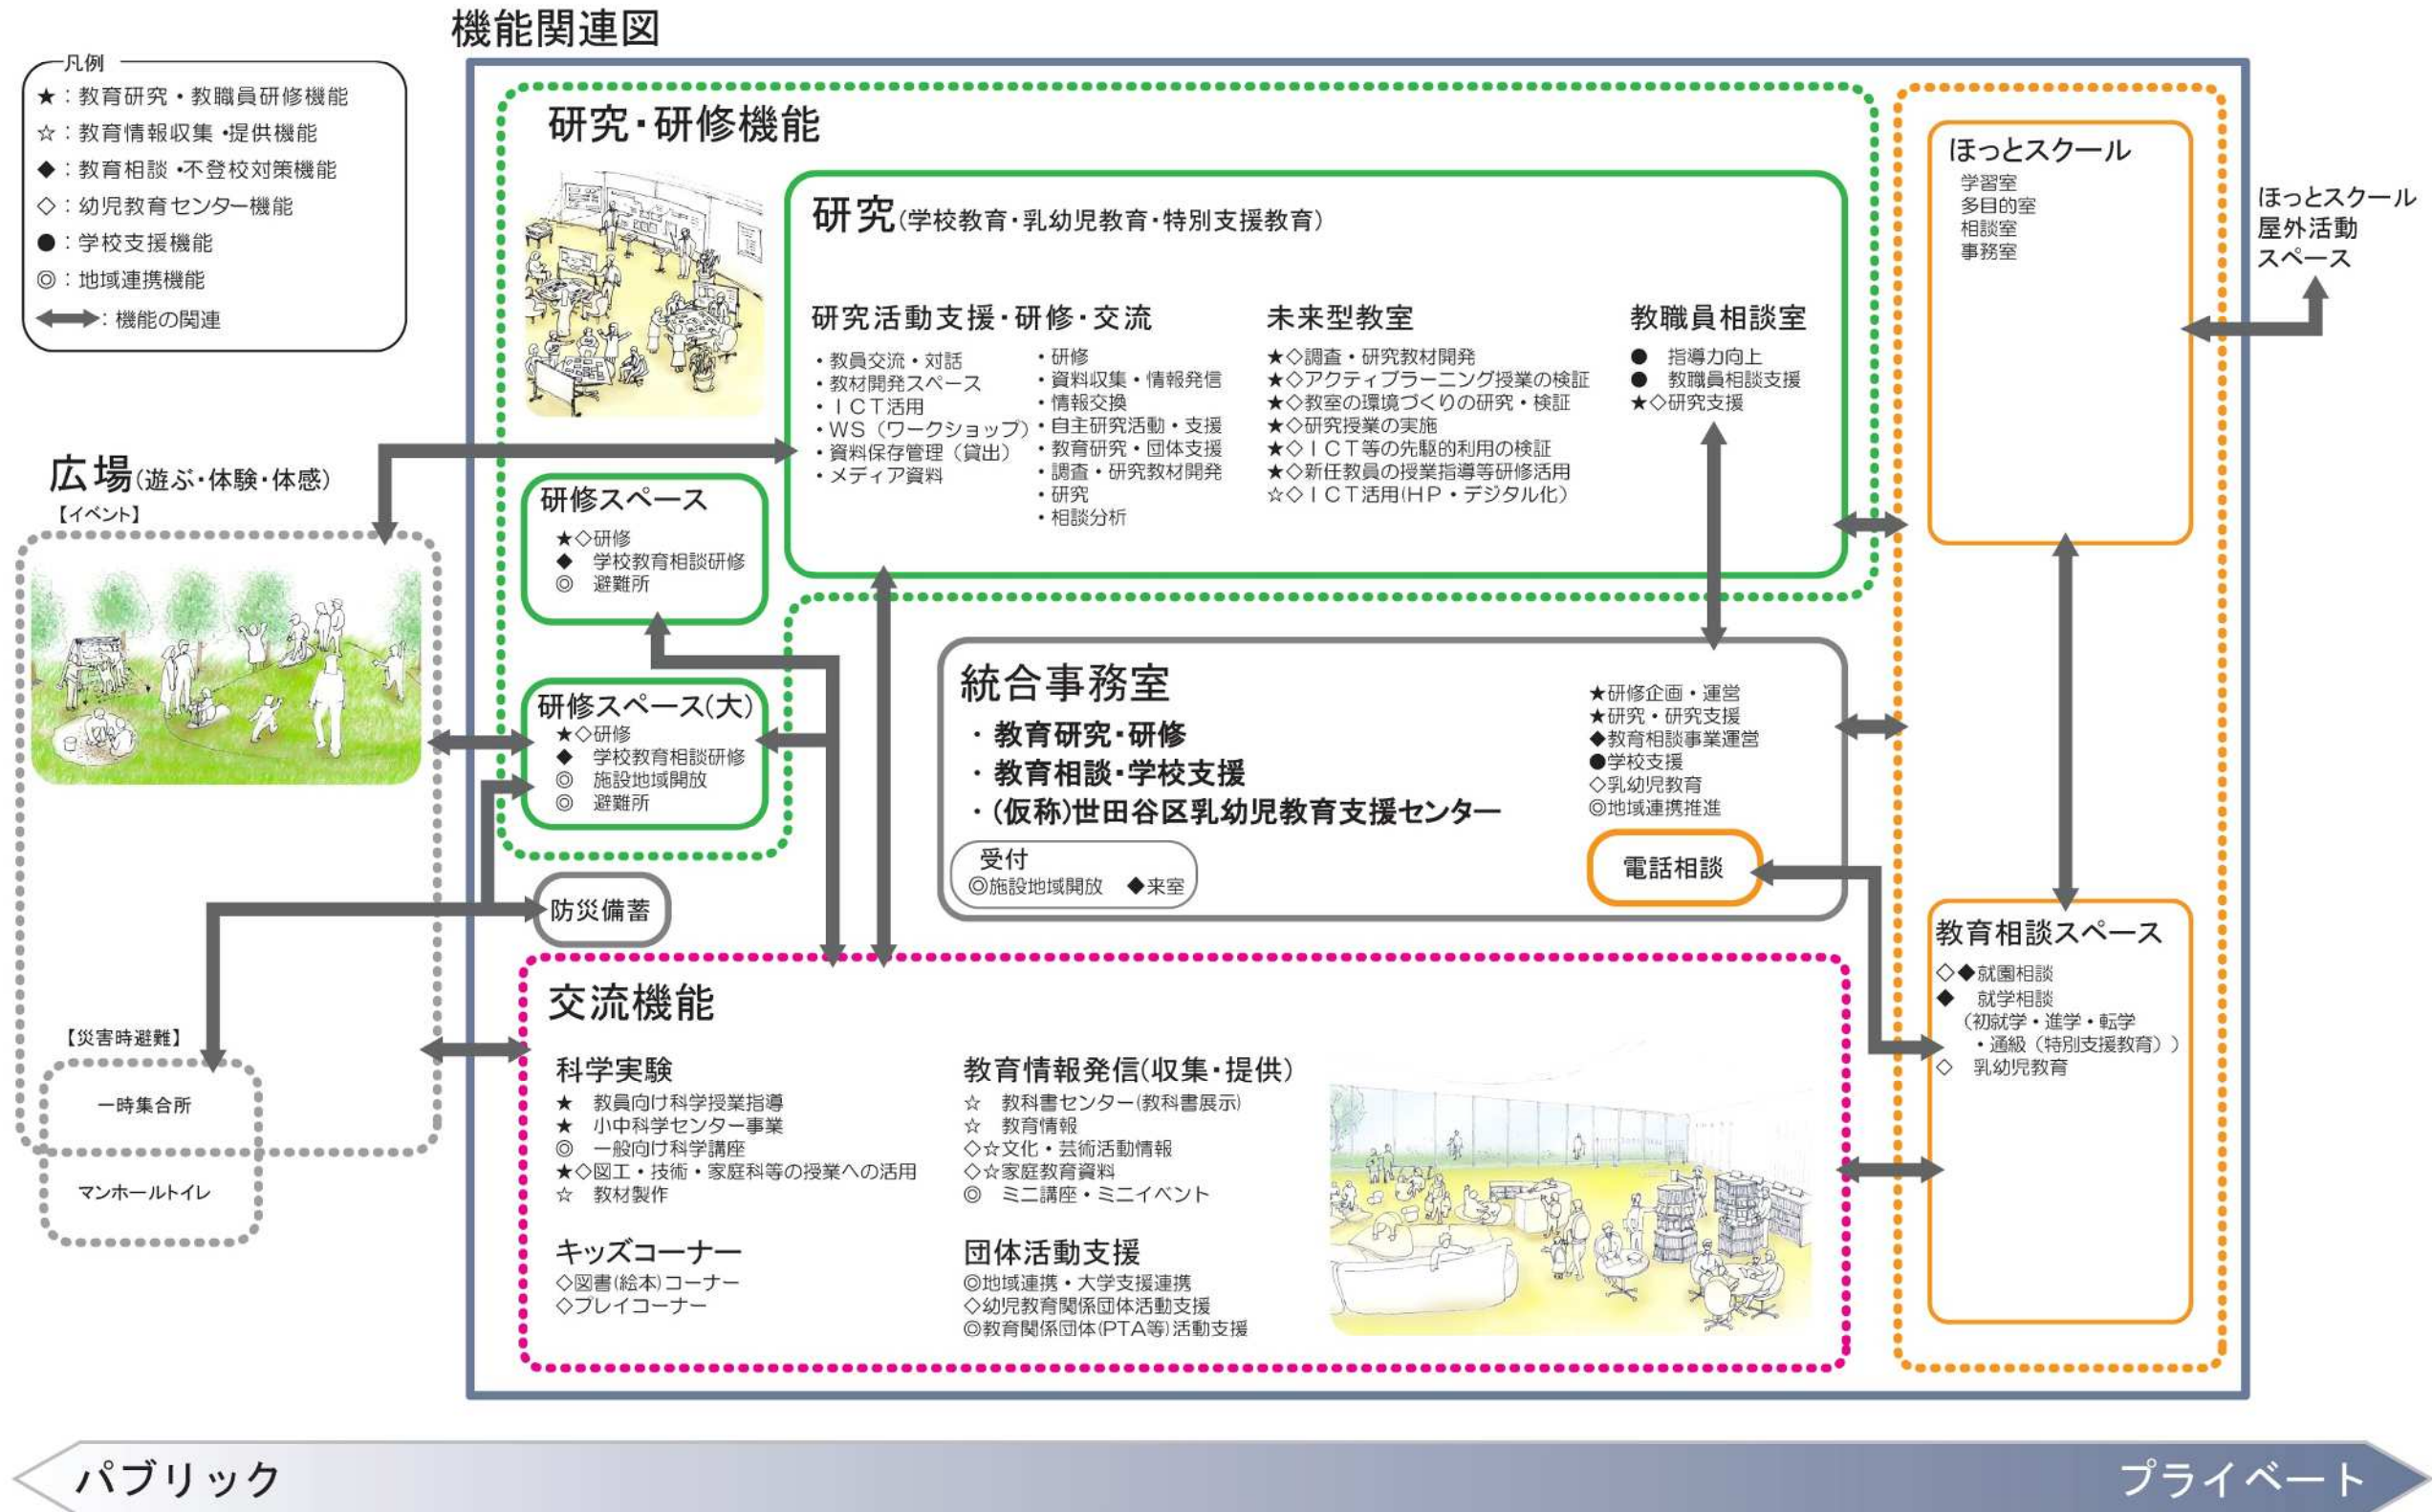 機能関連図
凡例
★：教育研究・教職員研修機能
☆：教育情報収集・提供機能
◆：教育相談・不登校対策機能
◇：幼児教育センター機能
●：学校支援機能
◎：地域連携機能
：機能の関連
研究・研修機能
研究(学校教育・乳幼児教育・特別支援教育)
研究活動支援・研修・交流
・教員交流・対話
・教材開発スペース
・ICT活用
・WS（ワークショップ）
・資料保存管理（貸出）
・メディア資料
・研修
・資料収集・情報発信
・情報交換
・自主研究活動・支援
・教育研究・団体支援
・調査・研究教材開発
・研究
・相談分析
未来型教室
★◇調査・研究教材開発
★◇アクティブラーニング授業の検証
★◇教室の環境づくりの研究・検証
★◇研究授業の実施
★◇ICT等の先駆的利用の検証
★◇新任教員の授業指導等研修活用
☆◇ICT活用(HP・デジタル化)
教職員相談室
● 指導力向上
● 教職員相談支援
★◇研究支援
ほっとスクール
学習室
多目的室
相談室
事務室
ほっとスクール
屋外活動
スペース
広場(遊ぶ・体験・体感)
【イベント】
研修スペース
★◇研修
◆ 学校教育相談研修
◎ 避難所
研修スペース(大)
★◇研修
◆ 学校教育相談研修
◎ 施設地域開放
◎ 避難所
防災備蓄
統合事務室
・教育研究・研修
・教育相談・学校支援
・(仮称)世田谷区乳幼児教育支援センター
受付
◎施設地域開放 ◆来室
★研修企画・運営
★研究・研究支援
◆教育相談事業運営
●学校支援
◇乳幼児教育
◎地域連携推進
電話相談
教育相談スペース
◇◆就園相談
◆ 就学相談
（初就学・進学・転学
・通級（特別支援教育））
◇ 乳幼児教育
【災害時避難】
一時集合所
マンホールトイレ
交流機能
科学実験
★ 教員向け科学授業指導
★ 小中科学センター事業
◎ 一般向け科学講座
★◇図工・技術・家庭科等の授業への活用
☆ 教材製作
キッズコーナー
◇図書(絵本)コーナー
◇プレイコーナー
教育情報発信(収集・提供)
☆ 教科書センター(教科書展示)
☆ 教育情報
◇☆文化・芸術活動情報
◇☆家庭教育資料
◎ ミニ講座・ミニイベント
団体活動支援
◎地域連携・大学支援連携
◇幼児教育関係団体活動支援
◎教育関係団体(PTA等)活動支援
パブリック
プライベート